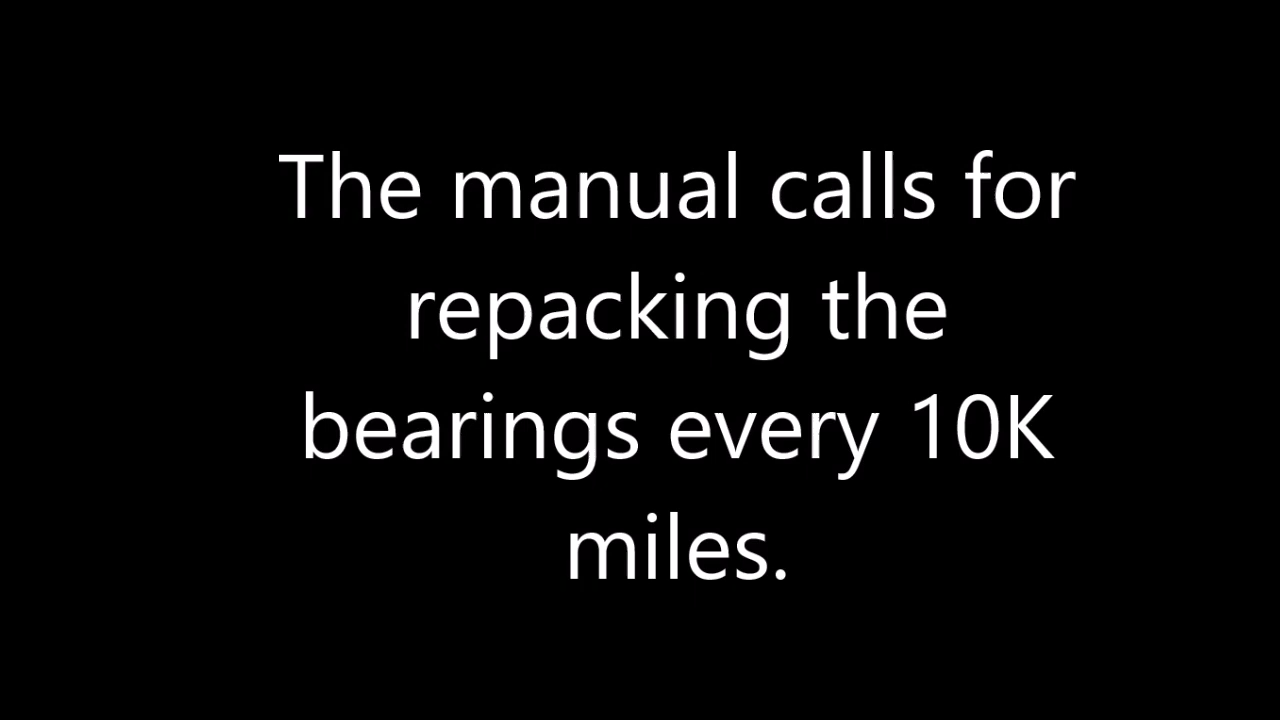 The manual calls for
repacking the
bearings every 10K
miles.